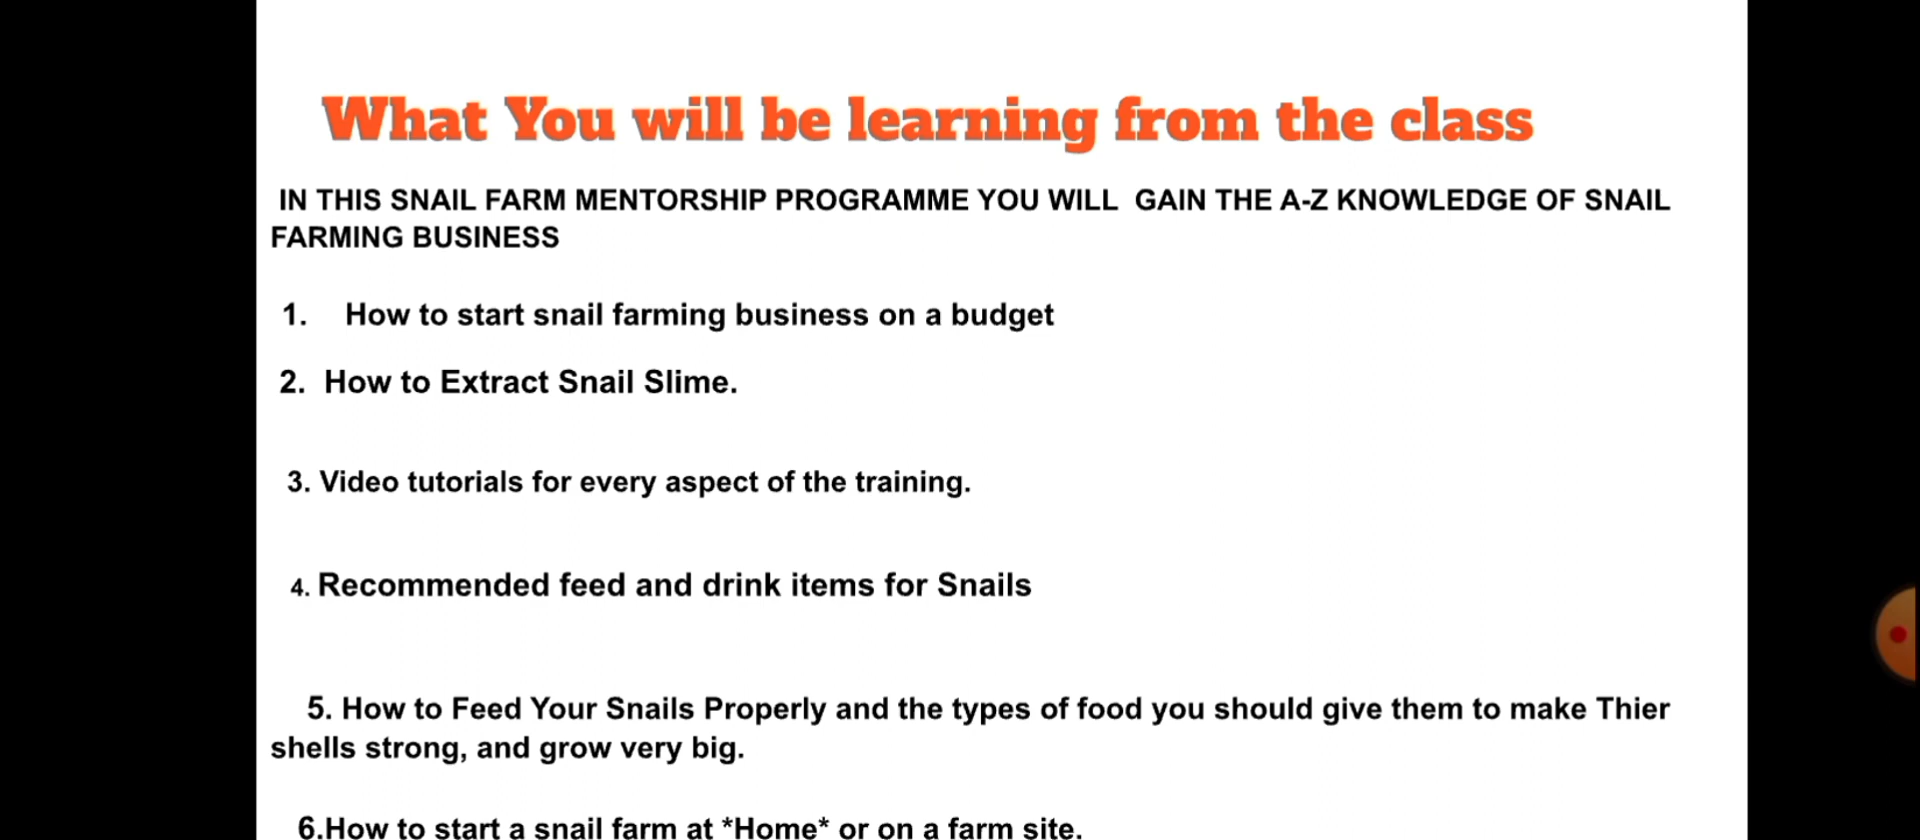 What You will be learning from the class
IN THIS SNAIL FARM MENTORSHIP PROGRAMME YOU WILL  GAIN THE A-Z KNOWLEDGE OF SNAIL
FARMING BUSINESS
1.    How to start snail farming business on a budget
2.  How to Extract Snail Slime.
3. Video tutorials for every aspect of the training.
4. Recommended feed and drink items for Snails
5. How to Feed Your Snails Properly and the types of food you should give them to make Thier
shells strong, and grow very big.
6.How to start a snail farm at *Home* or on a farm site.